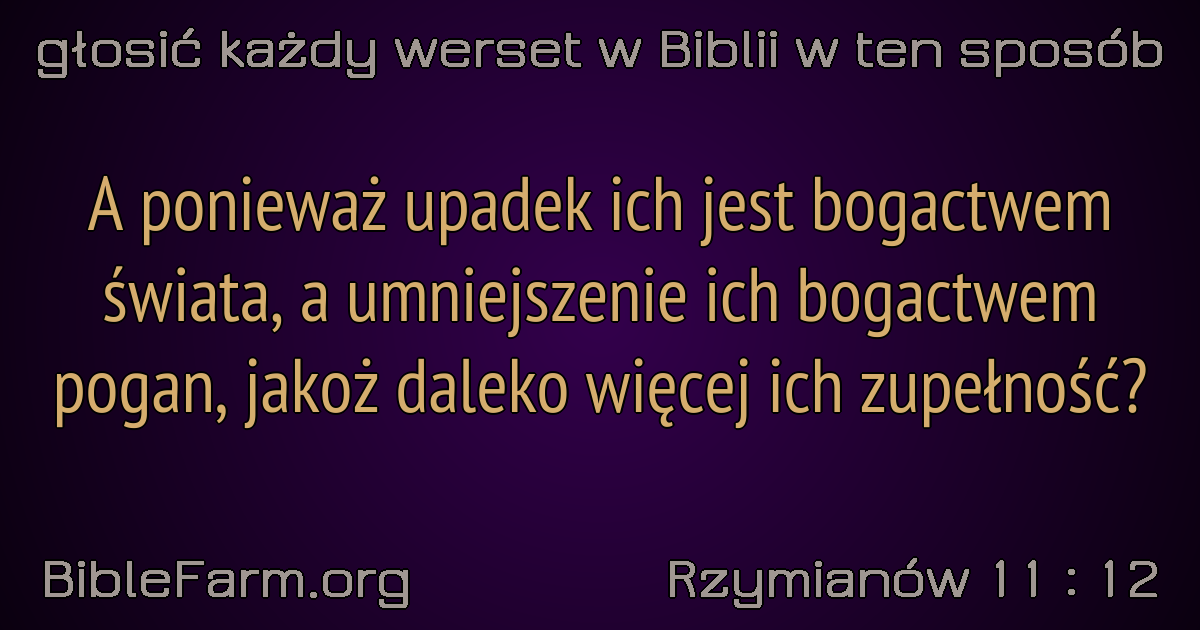 głosić każdy werset w Biblii w ten sposób
A ponieważ upadek ich jest bogactwem
świata, a umniejszenie ich bogactwem
pogan, jakoż daleko więcej ich zupełność?
BibleFarm.org
Rzymianów 11 : 12